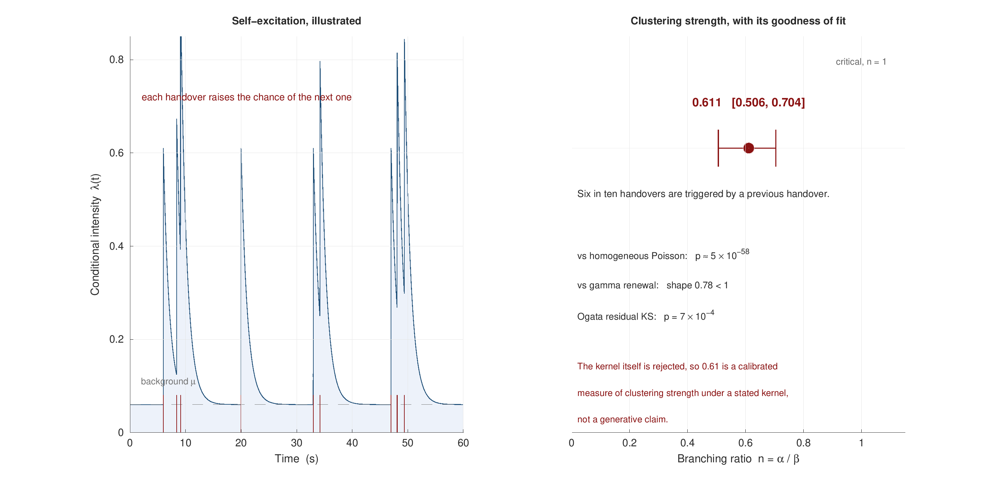 Self−excitation, illustrated
0.8
0.6
0.4
0.2
0
Conditional intensity λ(t)
each handover raises the chance of the next one
background μ
0 10 20 30 40 50 60
Time (s)
Clustering strength, with its goodness of fit
critical, n = 1
0.611 [0.506, 0.704]
Six in ten handovers are triggered by a previous handover.
vs homogeneous Poisson: p ≈ 5 × 10⁻⁵⁸
vs gamma renewal: shape 0.78 < 1
Ogata residual KS: p = 7 × 10⁻⁴
The kernel itself is rejected, so 0.61 is a calibrated
measure of clustering strength under a stated kernel,
not a generative claim.
0 0.2 0.4 0.6 0.8 1
Branching ratio n = α / β